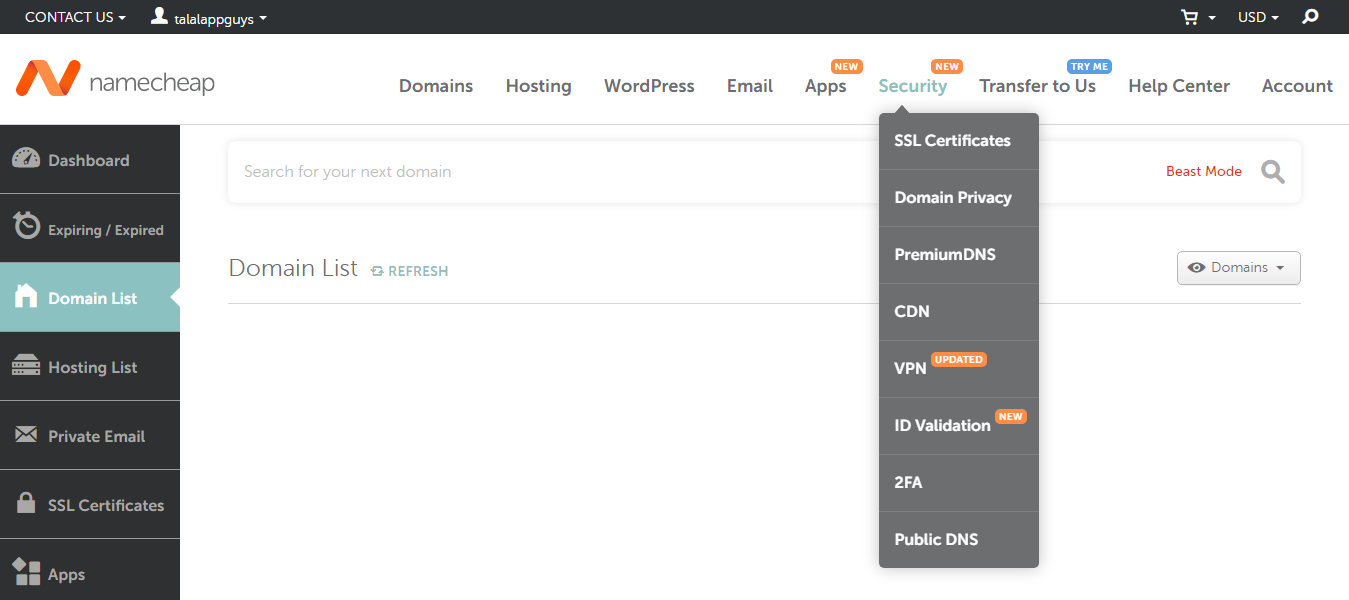 CONTACT US
talalappguys
USD
namecheap
Domains
Hosting
WordPress
Email
Apps
NEW
Security
NEW
Transfer to Us
TRY ME
Help Center
Account
Dashboard
Expiring / Expired
Domain List
Hosting List
Private Email
SSL Certificates
Apps
Search for your next domain
Beast Mode
Domain List
REFRESH
Domains
SSL Certificates
Domain Privacy
PremiumDNS
CDN
VPN UPDATED
ID Validation NEW
2FA
Public DNS